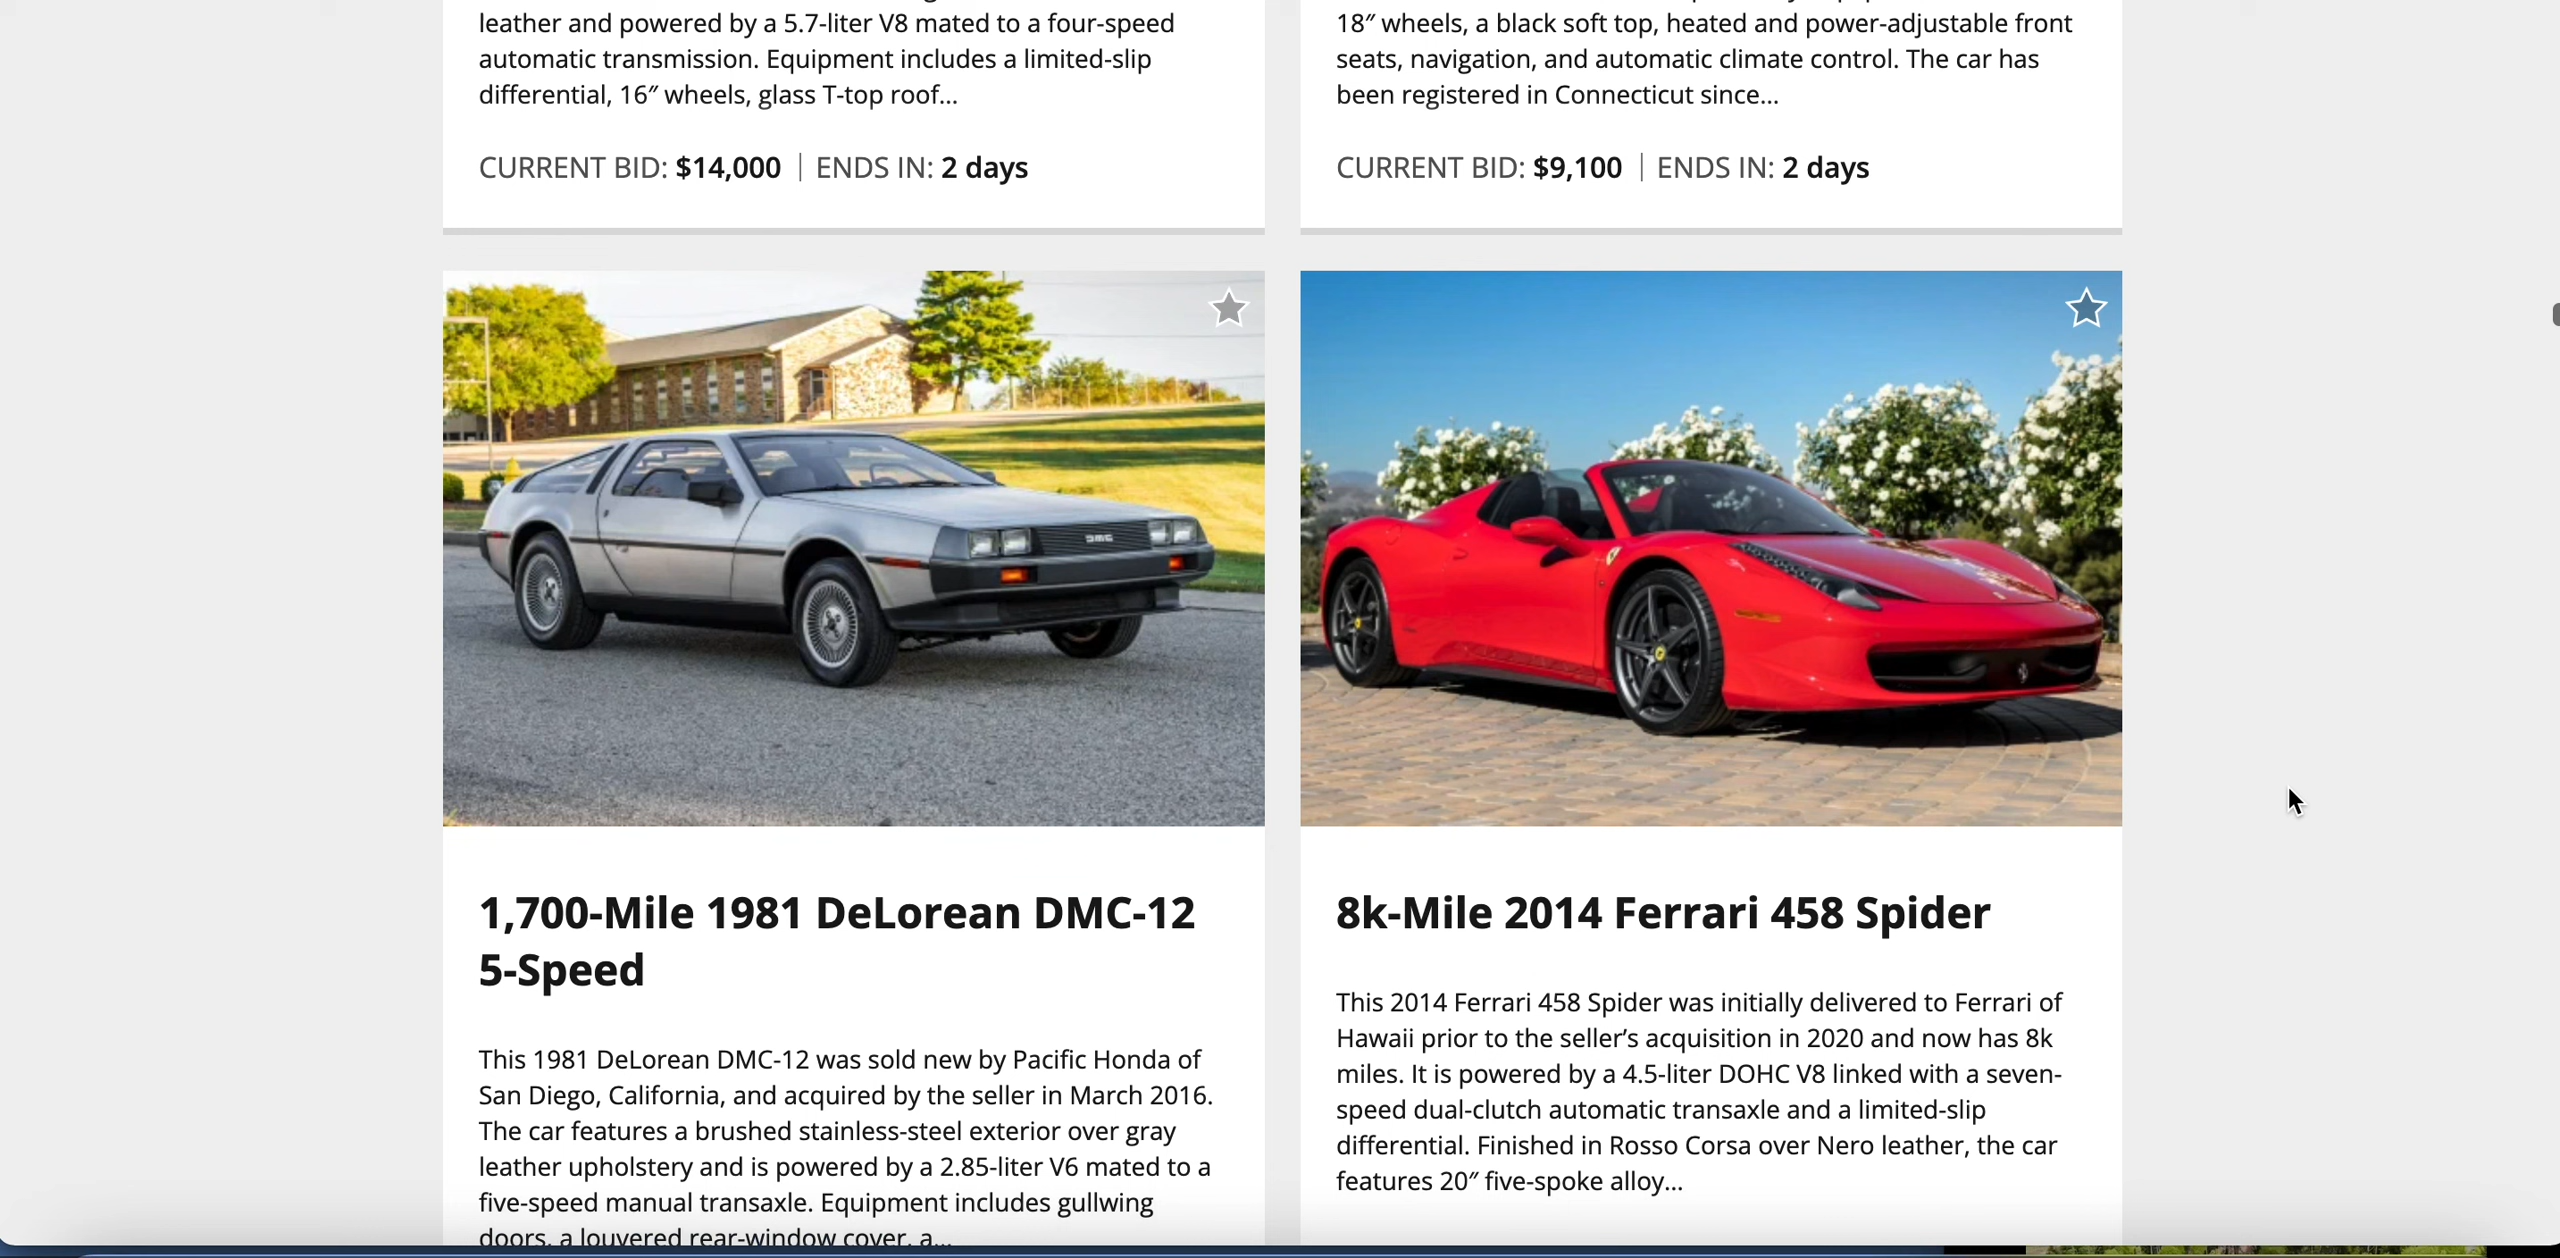 leather and powered by a 5.7-liter V8 mated to a four-speed
automatic transmission. Equipment includes a limited-slip
differential, 16″ wheels, glass T-top roof...
CURRENT BID: $14,000 | ENDS IN: 2 days
18″ wheels, a black soft top, heated and power-adjustable front
seats, navigation, and automatic climate control. The car has
been registered in Connecticut since...
CURRENT BID: $9,100 | ENDS IN: 2 days
DMC
1,700-Mile 1981 DeLorean DMC-12
5-Speed
This 1981 DeLorean DMC-12 was sold new by Pacific Honda of
San Diego, California, and acquired by the seller in March 2016.
The car features a brushed stainless-steel exterior over gray
leather upholstery and is powered by a 2.85-liter V6 mated to a
five-speed manual transaxle. Equipment includes gullwing
doors, a louvered rear-window cover, a...
8k-Mile 2014 Ferrari 458 Spider
This 2014 Ferrari 458 Spider was initially delivered to Ferrari of
Hawaii prior to the seller’s acquisition in 2020 and now has 8k
miles. It is powered by a 4.5-liter DOHC V8 linked with a seven-
speed dual-clutch automatic transaxle and a limited-slip
differential. Finished in Rosso Corsa over Nero leather, the car
features 20″ five-spoke alloy...